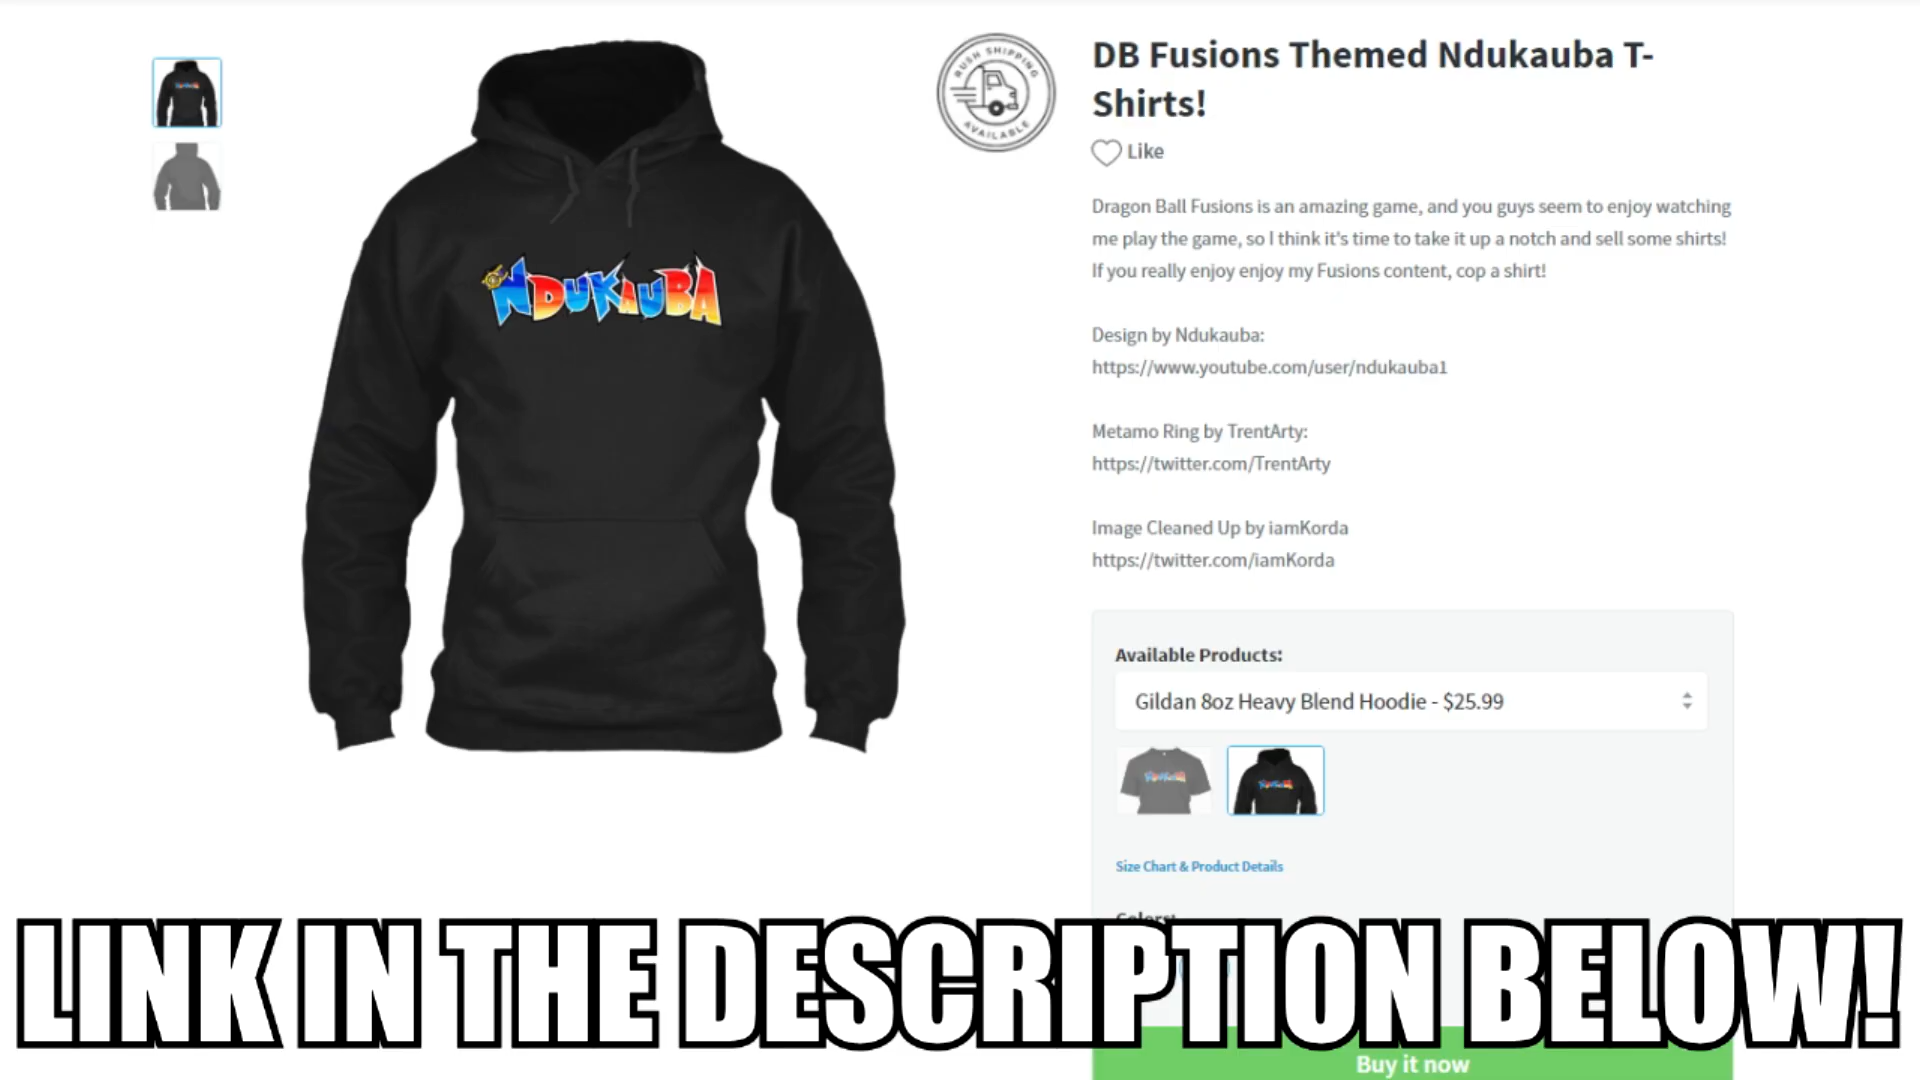 RUSH SHIPPING
AVAILABLE
DB Fusions Themed Ndukauba T-
Shirts!
Like
Dragon Ball Fusions is an amazing game, and you guys seem to enjoy watching
me play the game, so I think it's time to take it up a notch and sell some shirts!
If you really enjoy enjoy my Fusions content, cop a shirt!
Design by Ndukauba:
https://www.youtube.com/user/ndukauba1
Metamo Ring by TrentArty:
https://twitter.com/TrentArty
Image Cleaned Up by iamKorda
https://twitter.com/iamKorda
NDUKAUBA
Available Products:
Gildan 8oz Heavy Blend Hoodie - $25.99
Size Chart & Product Details
Colors:
LINK IN THE DESCRIPTION BELOW!
Buy it now